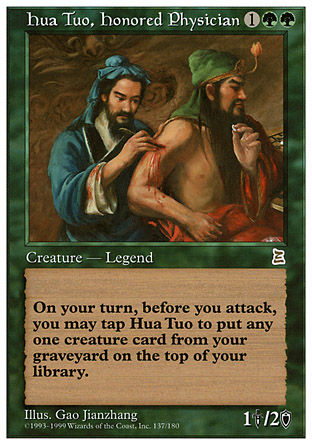 Hua Tuo, Honored Physician 1
Creature — Legend
On your turn, before you attack,
you may tap Hua Tuo to put any
one creature card from your
graveyard on the top of your
library.
Illus. Gao Jianzhang
©1993-1999 Wizards of the Coast, Inc. 137/180
1/2